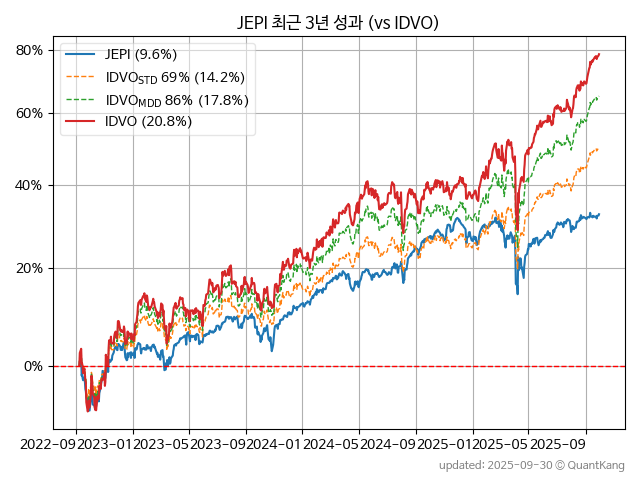 JEPI 최근 3년 성과 (vs IDVO)
80%
60%
40%
20%
0%
JEPI (9.6%)
IDVO_STD 69% (14.2%)
IDVO_MDD 86% (17.8%)
IDVO (20.8%)
2022-09 2023-01 2023-05 2023-09 2024-01 2024-05 2024-09 2025-01 2025-05 2025-09
updated: 2025-09-30 © QuantKang